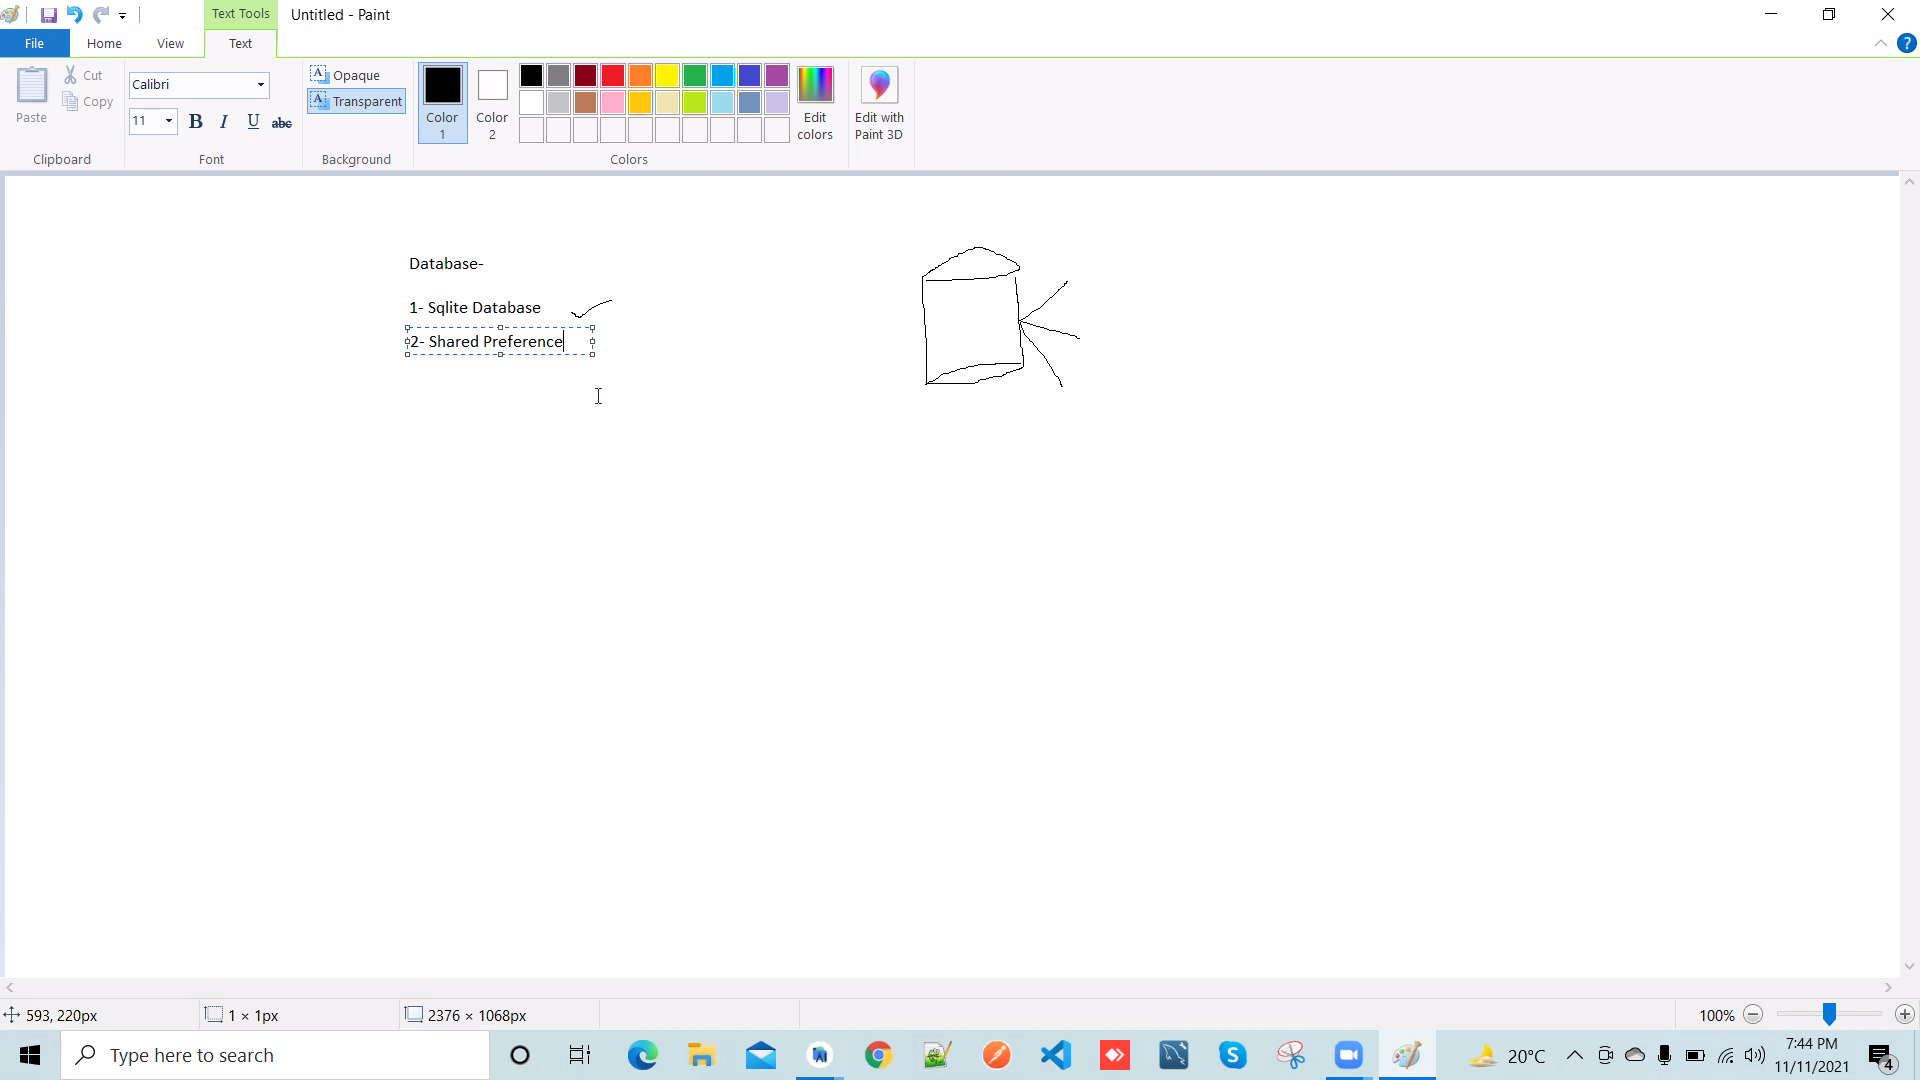 Text Tools
Untitled - Paint
File
Home
View
Text
Paste
Cut
Copy
Clipboard
Calibri
11
B I U abc
Font
Opaque
Transparent
Background
Color 1
Color 2
Edit colors
Colors
Edit with Paint 3D
Database-
1- Sqlite Database
2- Shared Preference
593, 220px
1 × 1px
2376 × 1068px
100%
Type here to search
20°C
7:44 PM
11/11/2021
4